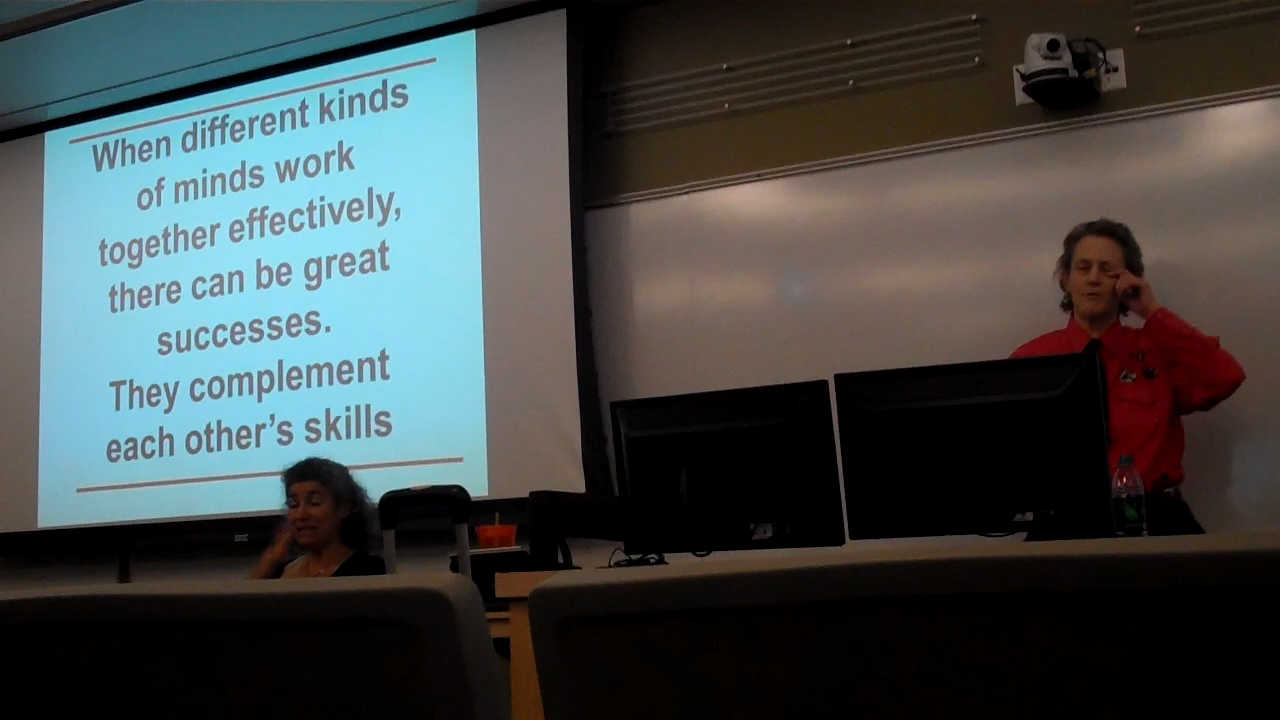 When different kinds
of minds work
together effectively,
there can be great
successes.
They complement
each other’s skills